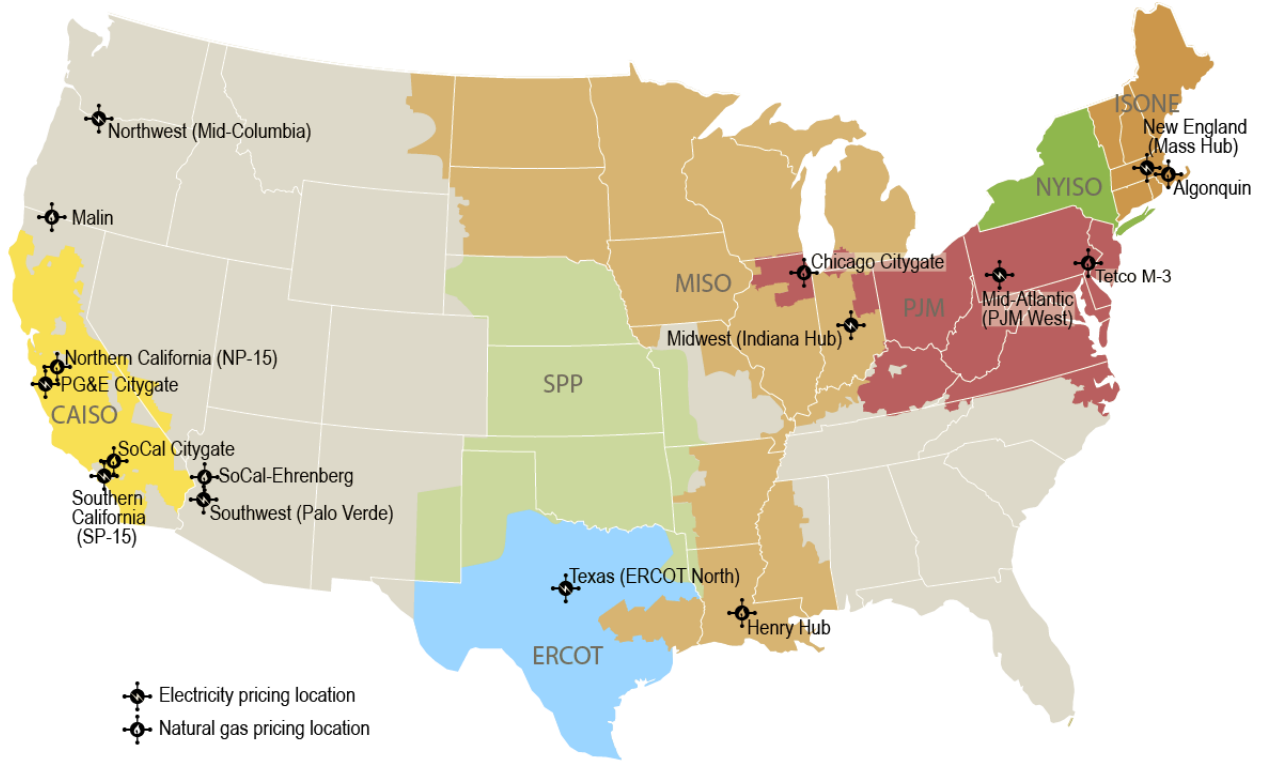 ISONE
New England
(Mass Hub)
Northwest (Mid-Columbia)
NYISO
Algonquin
Malin
Chicago Citygate
Tetco M-3
MISO
PJM
Mid-Atlantic
(PJM West)
Midwest (Indiana Hub)
Northern California (NP-15)
PG&E Citygate
SPP
CAISO
SoCal Citygate
SoCal-Ehrenberg
Southern
California
(SP-15)
Southwest (Palo Verde)
Texas (ERCOT North)
Henry Hub
ERCOT
Electricity pricing location
Natural gas pricing location